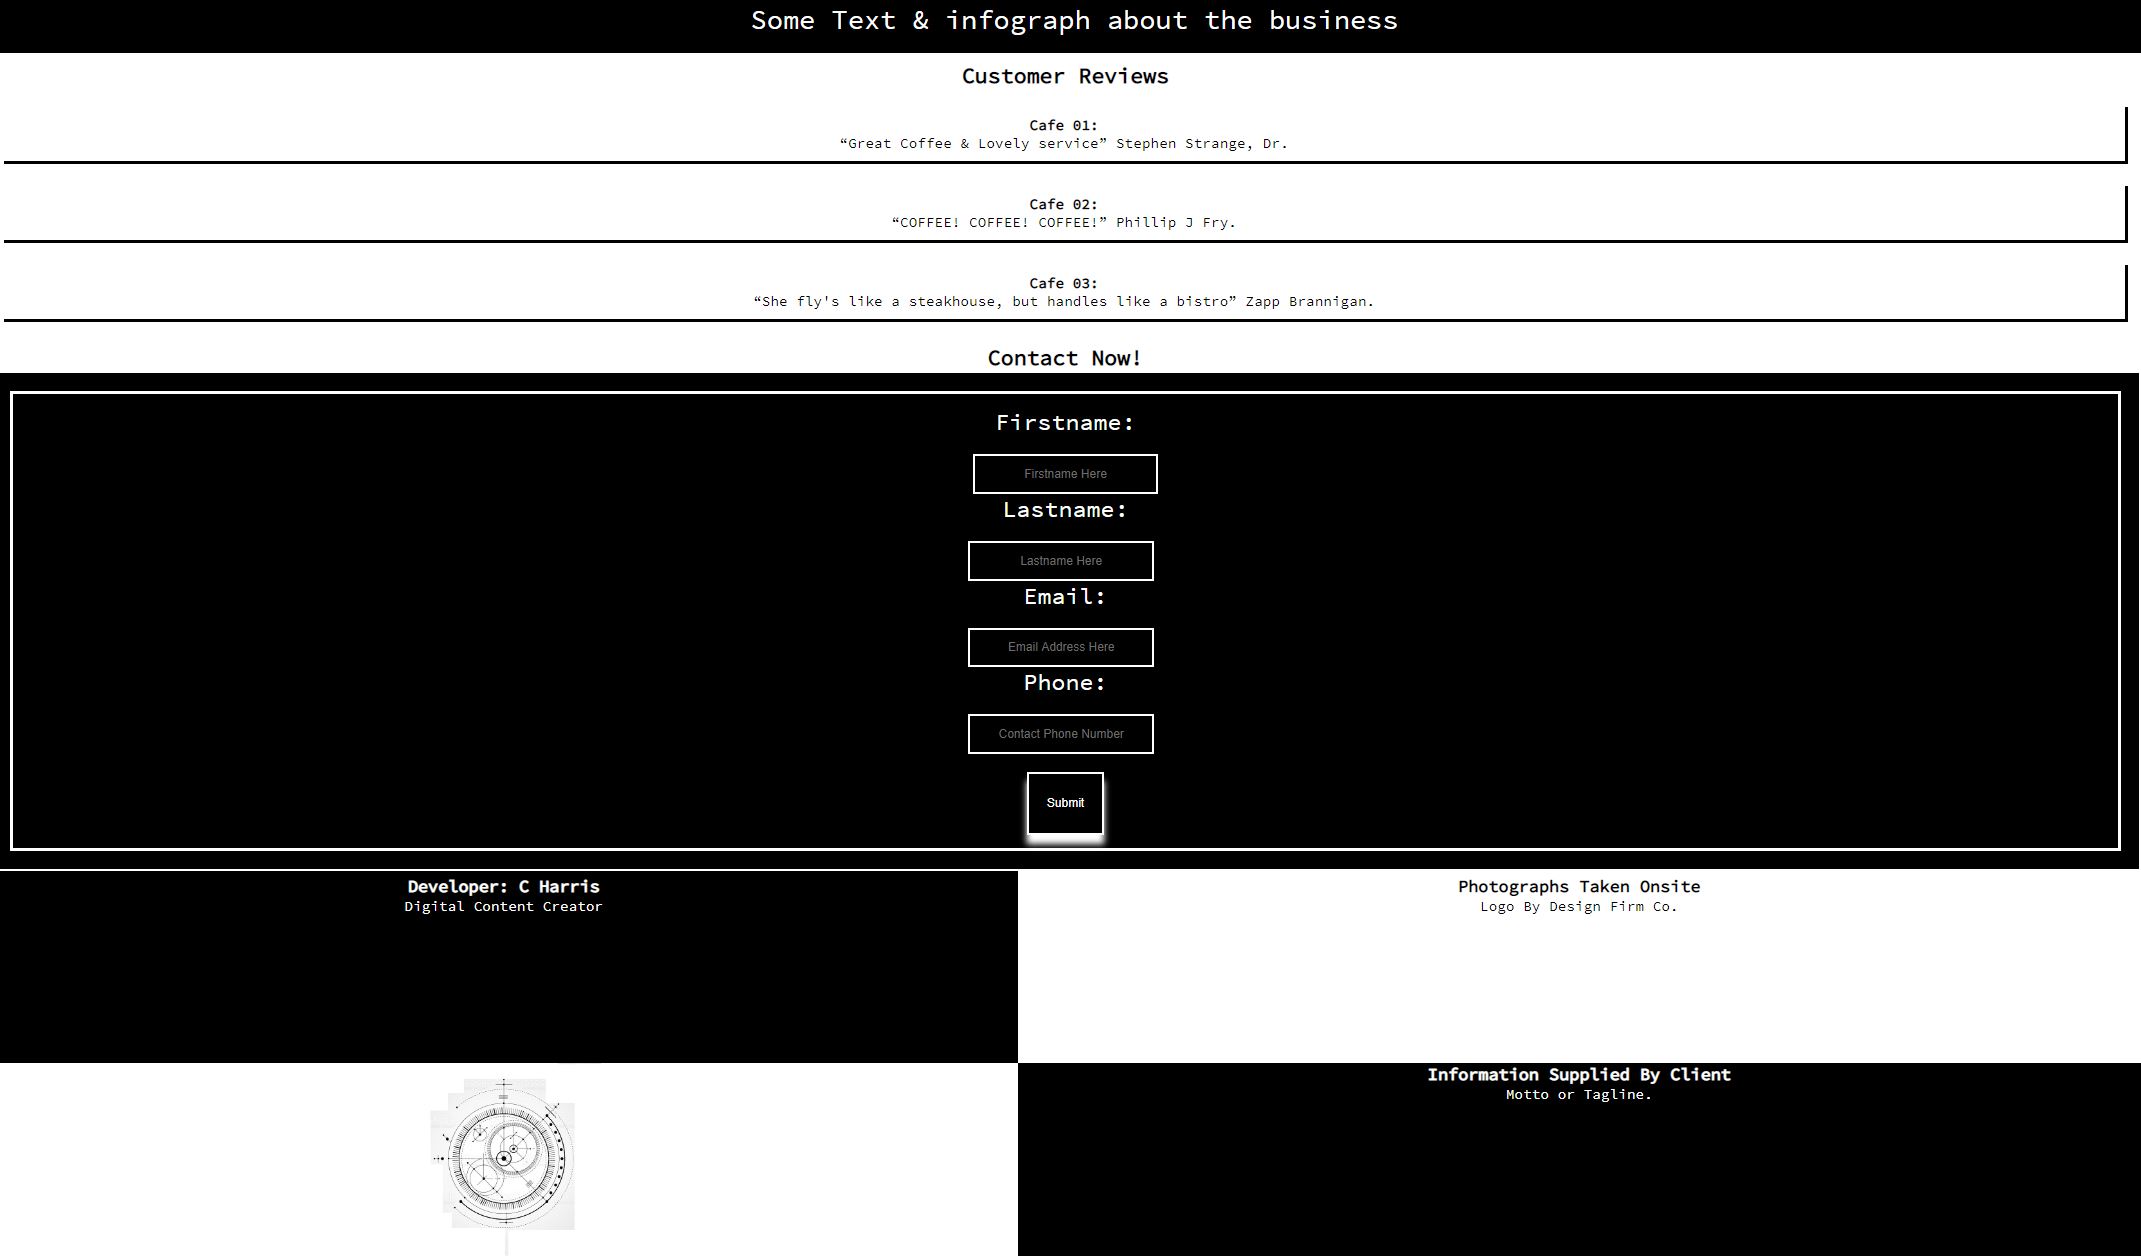 Some Text & infograph about the business
Customer Reviews
Cafe 01:
“Great Coffee & Lovely service” Stephen Strange, Dr.
Cafe 02:
“COFFEE! COFFEE! COFFEE!” Phillip J Fry.
Cafe 03:
“She fly's like a steakhouse, but handles like a bistro” Zapp Brannigan.
Contact Now!
Firstname:
Firstname Here
Lastname:
Lastname Here
Email:
Email Address Here
Phone:
Contact Phone Number
Submit
Developer: C Harris
Digital Content Creator
Photographs Taken Onsite
Logo By Design Firm Co.
Information Supplied By Client
Motto or Tagline.